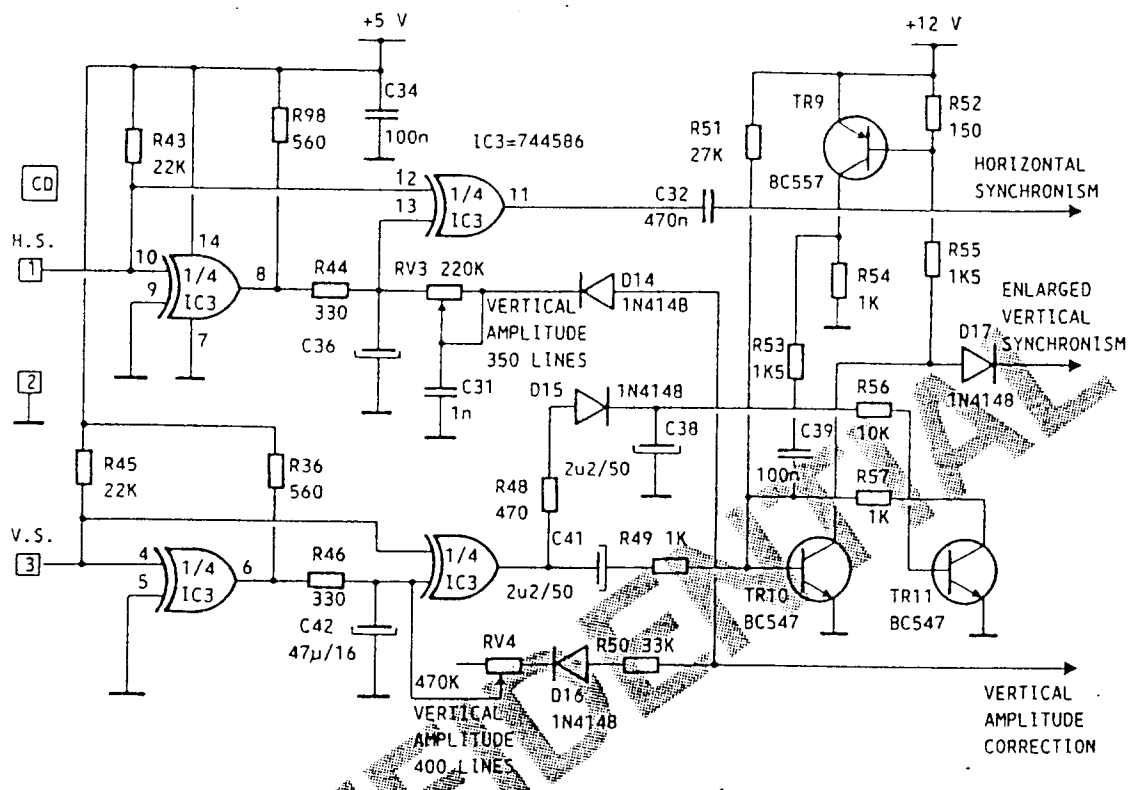 +5 V
+12 V
C34
100n
R98
560
R43
22K
IC3=744586
TR9
BC557
R52
150
R51
27K
CD
H.S.
1
10
9
14
1/4
IC3
7
8
R44
330
12
13
1/4
IC3
11
C32
470n
HORIZONTAL
SYNCHRONISM
RV3 220K
VERTICAL
AMPLITUDE
350 LINES
D14
1N4148
R54
1K
R55
1K5
ENLARGED
VERTICAL
SYNCHRONISM
C36
C31
1n
R53
1K5
D17
1N4148
2
D15
1N4148
C38
2u2/50
R56
10K
C39
100n
R57
1K
R45
22K
R36
560
R48
470
V.S.
3
4
5
1/4
IC3
6
R46
330
1/4
IC3
C41
2u2/50
R49 1K
TR10
BC547
TR11
BC547
C42
47µ/16
RV4
470K
R50 33K
D16
1N4148
VERTICAL
AMPLITUDE
400 LINES
VERTICAL
AMPLITUDE
CORRECTION